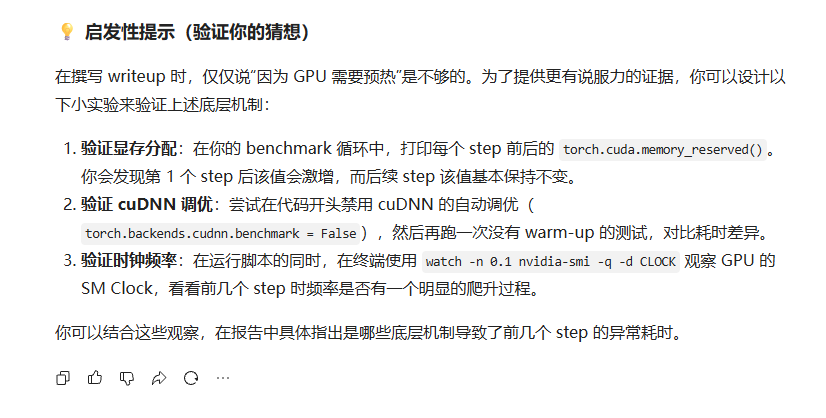 💡 启发性提示（验证你的猜想）
在撰写 writeup 时，仅仅说“因为 GPU 需要预热”是不够的。为了提供更有说服力的证据，你可以设计以
下小实验来验证上述底层机制：
1. 验证显存分配：在你的 benchmark 循环中，打印每个 step 前后的 torch.cuda.memory_reserved()。
你会发现第 1 个 step 后该值会激增，而后续 step 该值基本保持不变。
2. 验证 cuDNN 调优：尝试在代码开头禁用 cuDNN 的自动调优（
torch.backends.cudnn.benchmark = False），然后再跑一次没有 warm-up 的测试，对比耗时差异。
3. 验证时钟频率：在运行脚本的同时，在终端使用 watch -n 0.1 nvidia-smi -q -d CLOCK 观察 GPU 的
SM Clock，看看前几个 step 时频率是否有一个明显的爬升过程。
你可以结合这些观察，在报告中具体指出是哪些底层机制导致了前几个 step 的异常耗时。